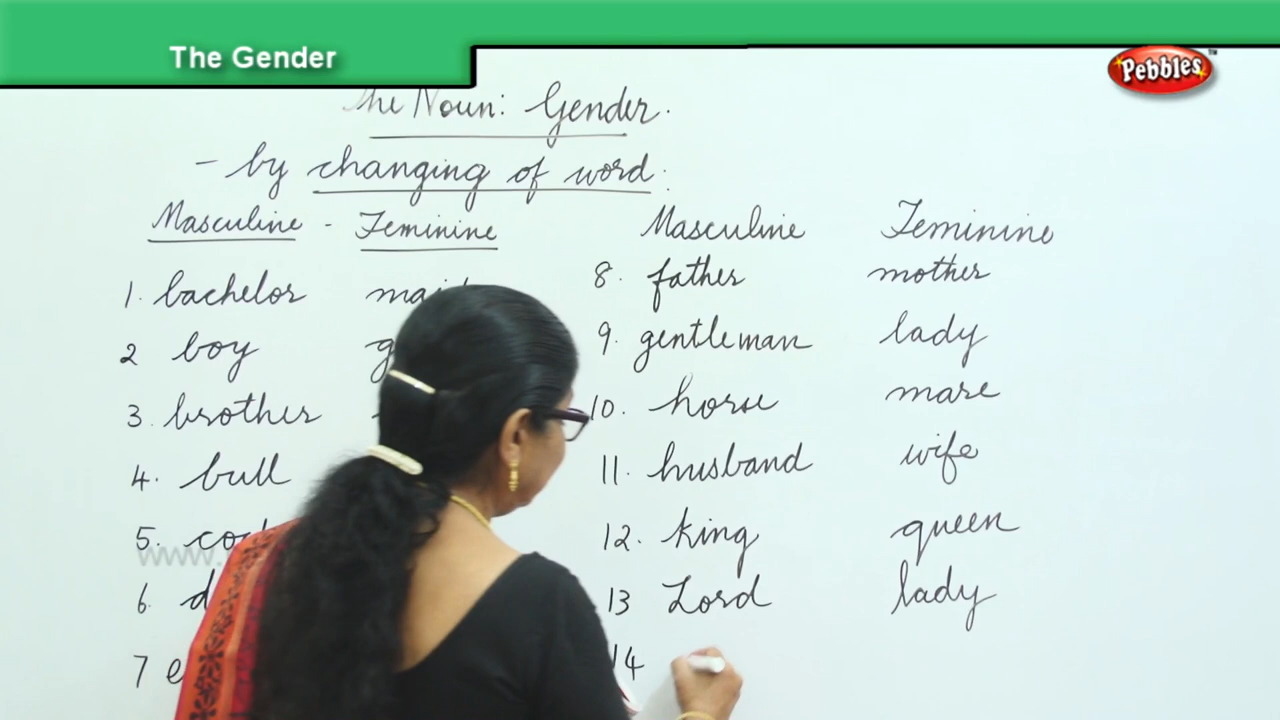 The Gender
Pebbles™
The Noun: Gender.
- by changing of word:
Masculine - Feminine
1. bachelor
2 boy
3. brother
4. bull
5.
6.
7
Masculine Feminine
8. father mother
9. gentleman lady
10. horse mare
11. husband wife
12. king queen
13 Lord lady
14
www.